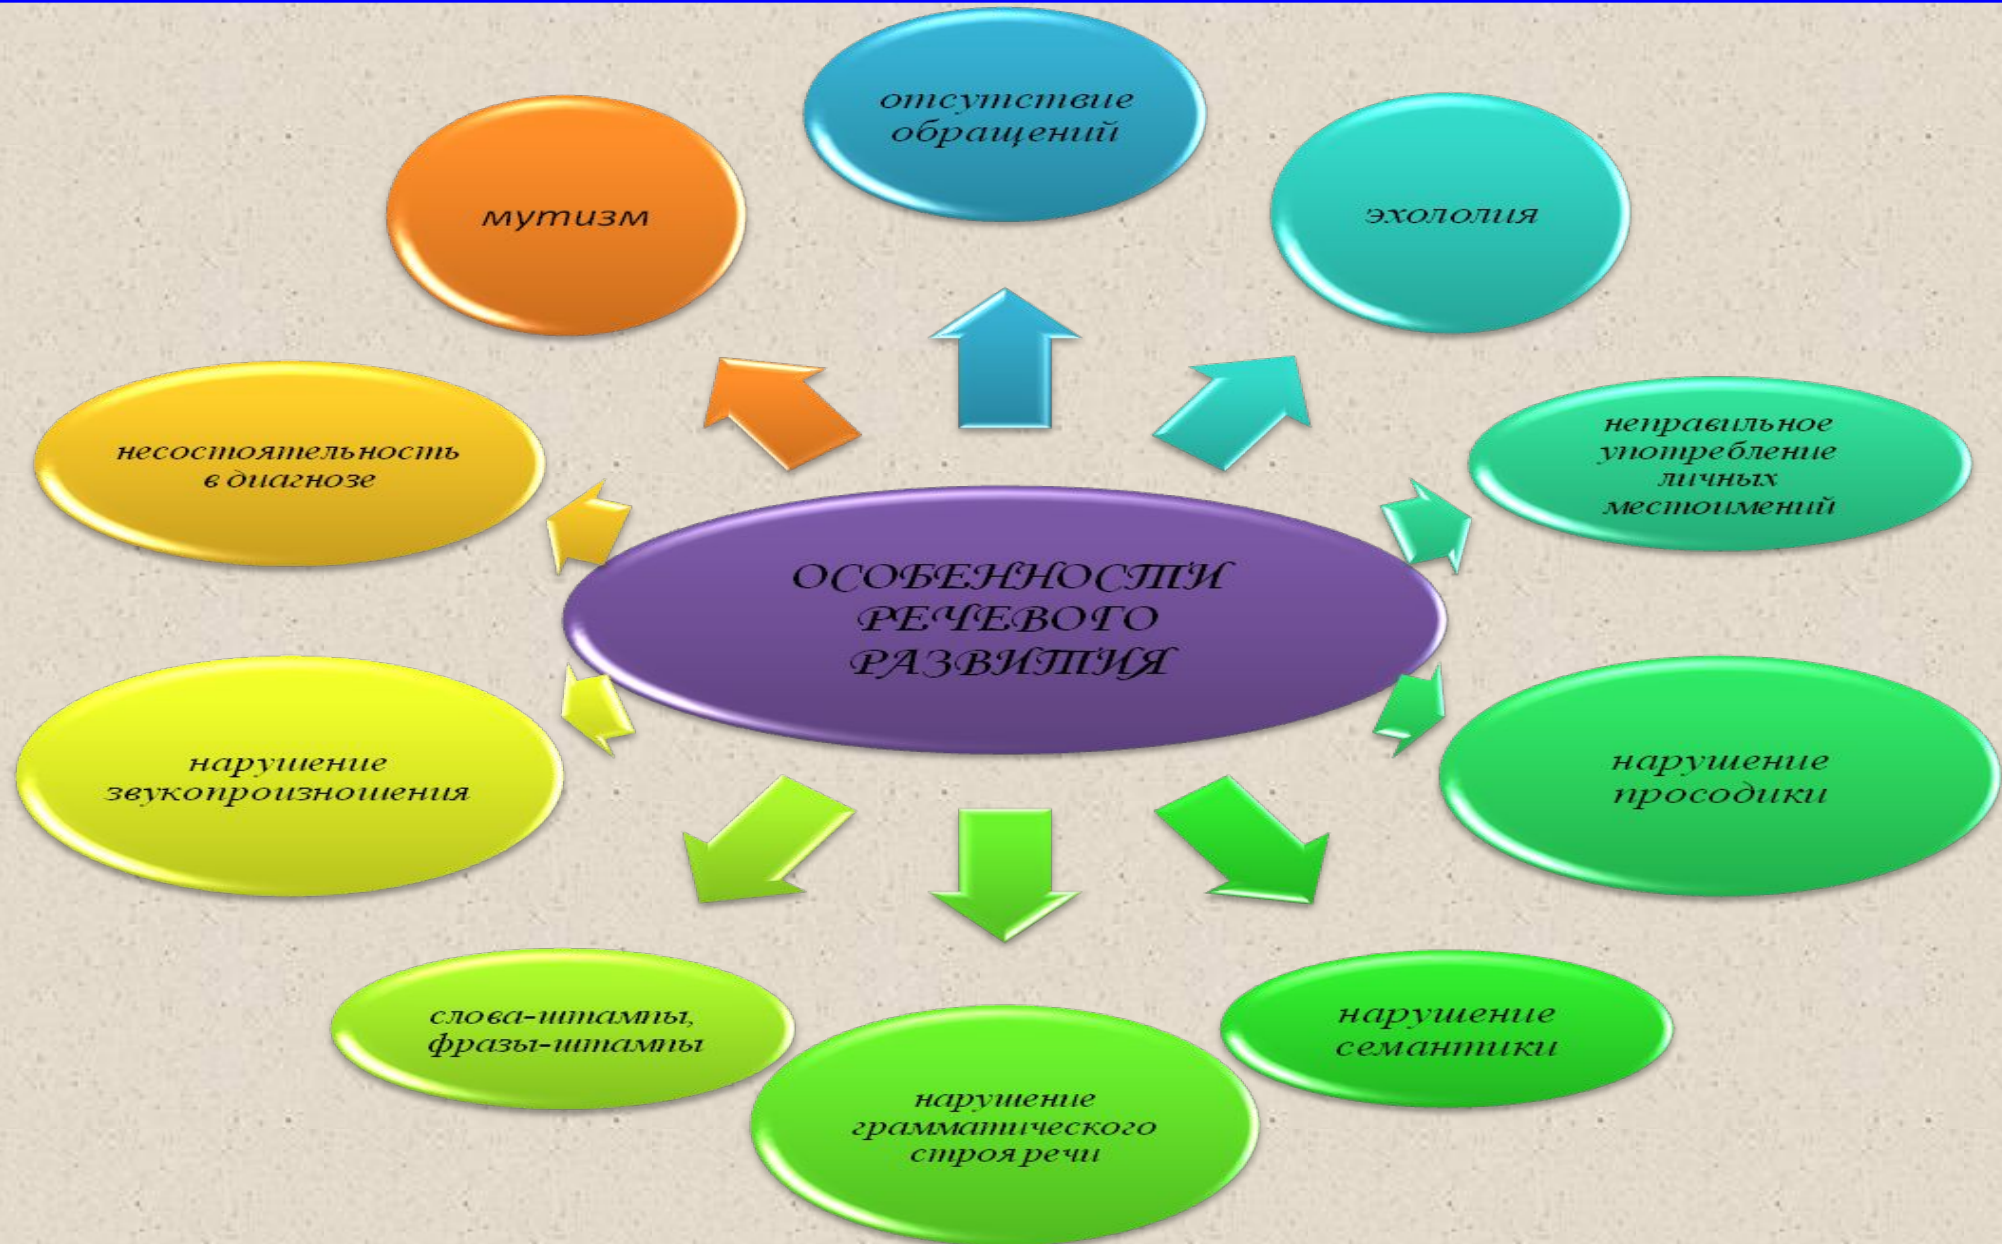 отсутствие
обращений
мутизм
эхололия
несостоятельность
в диагнозе
неправильное
употребление
личных
местоимений
ОСОБЕННОСТИ
РЕЧЕВОГО
РАЗВИТИЯ
нарушение
звукопроизношения
нарушение
просодики
слова-штампы,
фразы-штампы
нарушение
семантики
нарушение
грамматического
строя речи